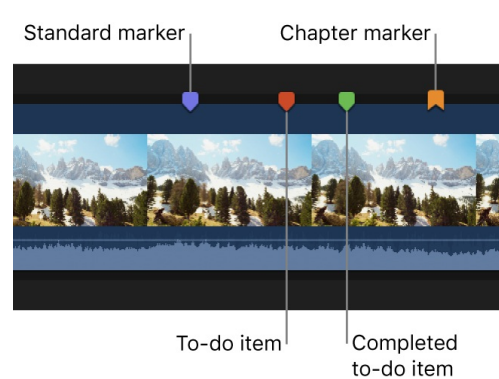 Standard marker
Chapter marker
To-do item
Completed
to-do item